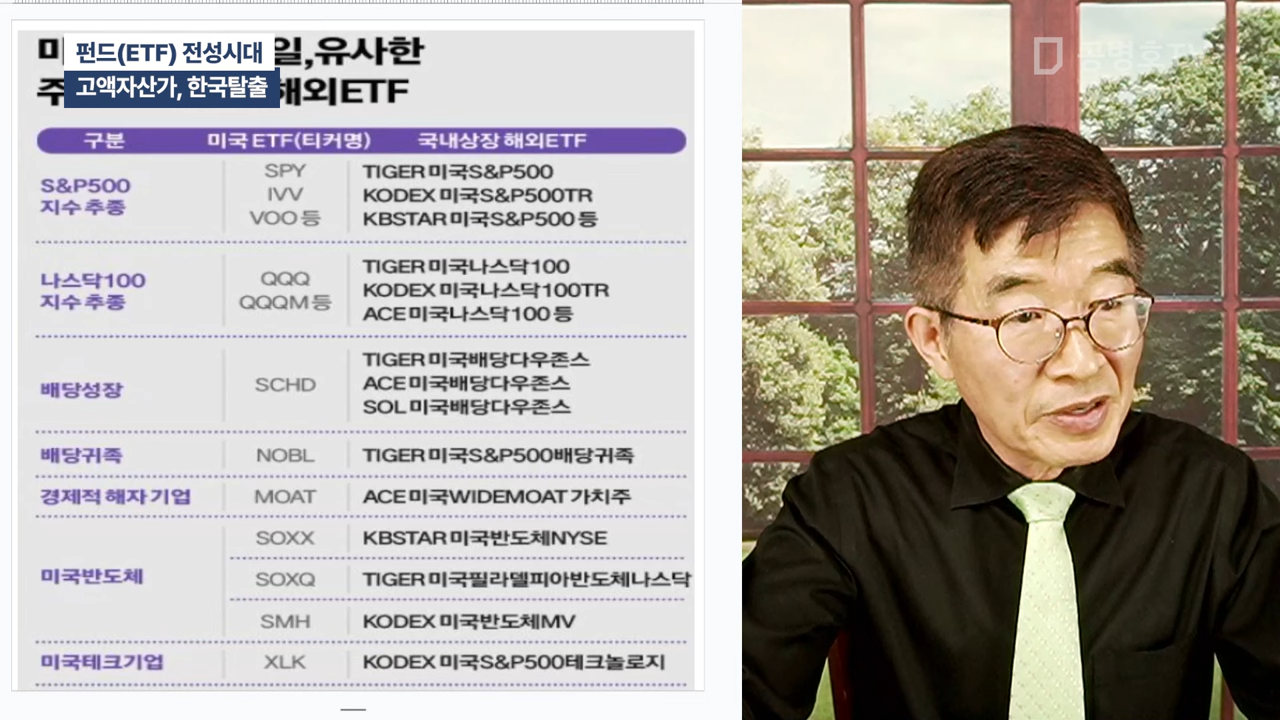 펀드(ETF) 전성시대
고액자산가, 한국탈출
일,유사한
해외ETF
구분 미국 ETF(티커명) 국내상장 해외ETF
S&P500
지수 추종
SPY
IVV
VOO 등
TIGER 미국S&P500
KODEX 미국S&P500TR
KBSTAR 미국S&P500 등
나스닥100
지수 추종
QQQ
QQQM 등
TIGER 미국나스닥100
KODEX 미국나스닥100TR
ACE 미국나스닥100 등
배당성장
SCHD
TIGER 미국배당다우존스
ACE 미국배당다우존스
SOL 미국배당다우존스
배당귀족 NOBL TIGER 미국S&P500배당귀족
경제적 해자 기업 MOAT ACE 미국WIDEMOAT 가치주
미국반도체
SOXX KBSTAR 미국반도체NYSE
SOXQ TIGER 미국필라델피아반도체나스닥
SMH KODEX 미국반도체MV
미국테크기업 XLK KODEX 미국S&P500테크놀로지